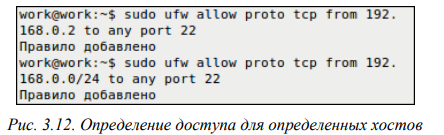 work@work:~$ sudo ufw allow proto tcp from 192.
168.0.2 to any port 22
Правило добавлено
work@work:~$ sudo ufw allow proto tcp from 192.
168.0.0/24 to any port 22
Правило добавлено
Рис. 3.12. Определение доступа для определенных хостов